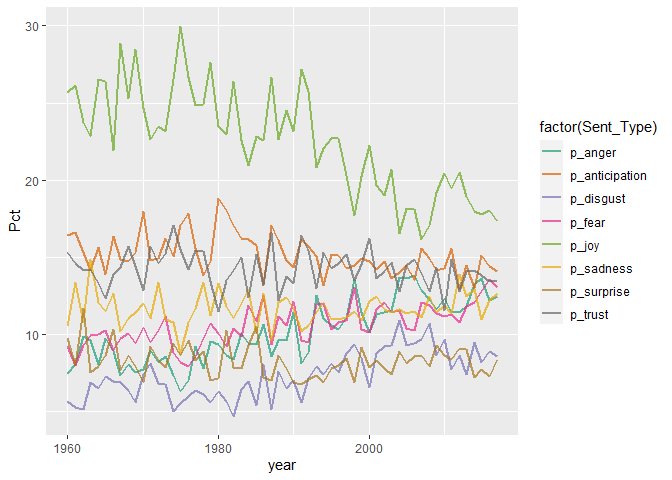 30
20
10
Pct
1960
1980
2000
year
factor(Sent_Type)
p_anger
p_anticipation
p_disgust
p_fear
p_joy
p_sadness
p_surprise
p_trust